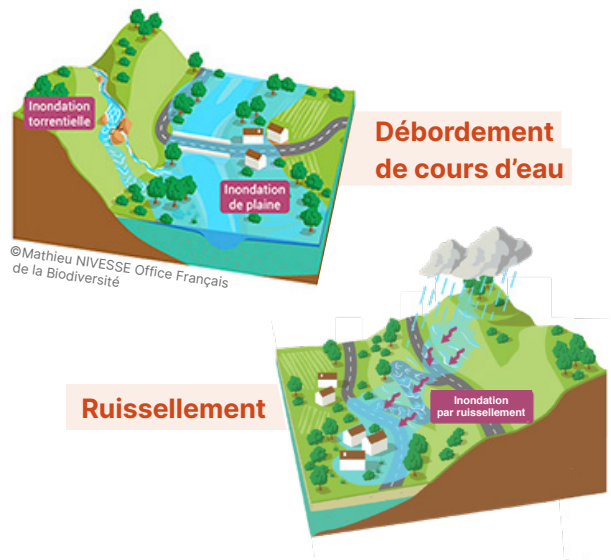 Inondation
torrentielle
Débordement
de cours d’eau
Inondation
de plaine
©Mathieu NIVESSE Office Français
de la Biodiversité
Ruissellement
Inondation
par ruissellement